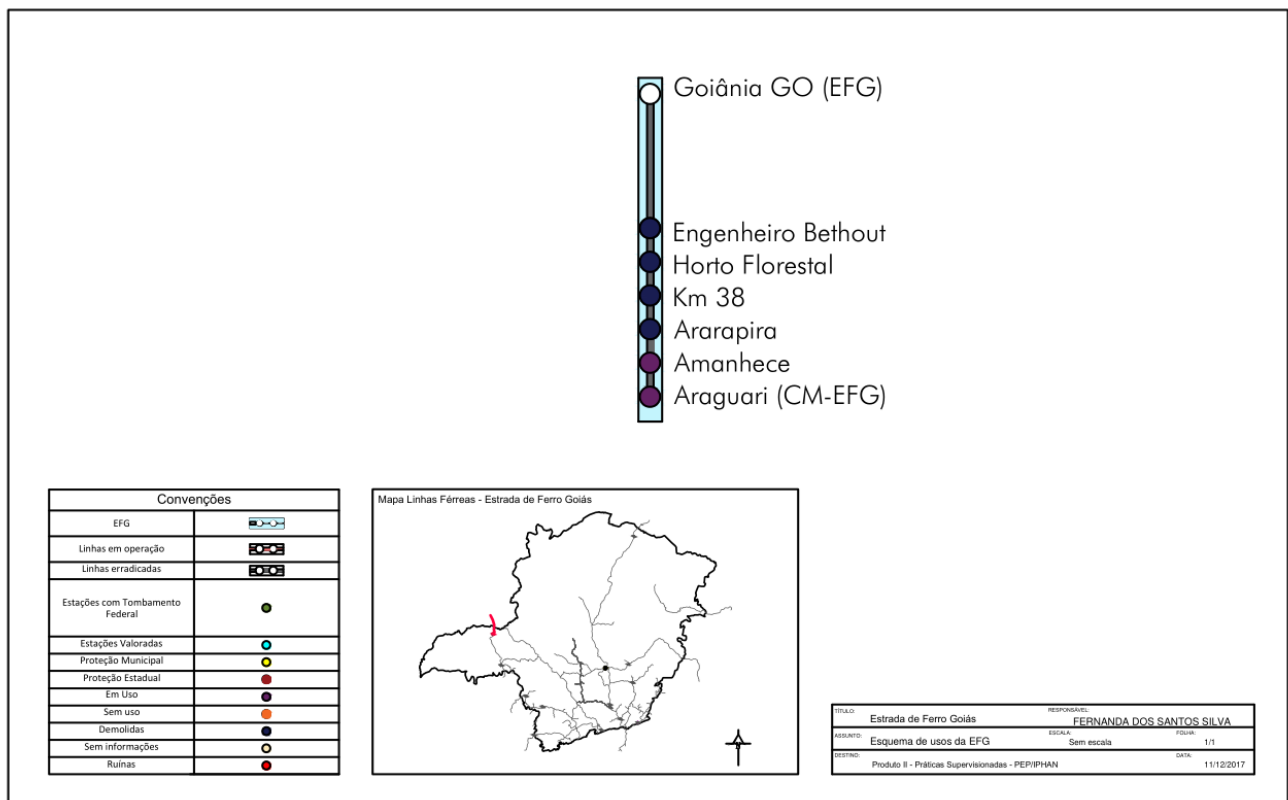 Goiânia GO (EFG)
Engenheiro Bethout
Horto Florestal
Km 38
Ararapira
Amanhece
Araguari (CM-EFG)
Convenções
EFG
Linhas em operação
Linhas erradicadas
Estações com Tombamento
Federal
Estações Valoradas
Proteção Municipal
Proteção Estadual
Em Uso
Sem uso
Demolidas
Sem informações
Ruínas
Mapa Linhas Férreas - Estrada de Ferro Goiás
TÍTULO: Estrada de Ferro Goiás
RESPONSÁVEL: FERNANDA DOS SANTOS SILVA
ASSUNTO: Esquema de usos da EFG
ESCALA: Sem escala
FOLHA: 1/1
DESTINO: Produto II - Práticas Supervisionadas - PEP/IPHAN
DATA: 11/12/2017